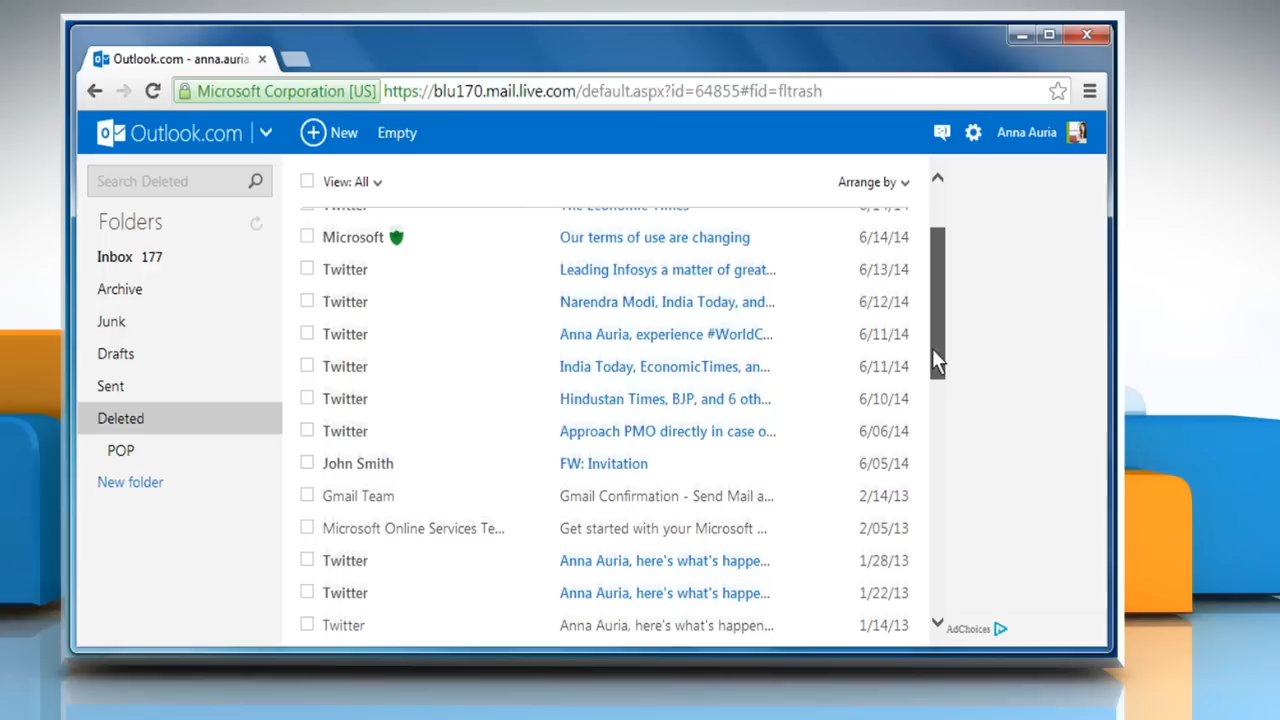 Outlook.com - anna.auria
Microsoft Corporation [US] https://blu170.mail.live.com/default.aspx?id=64855#fid=fltrash
Outlook.com New Empty Anna Auria
Search Deleted View: All Arrange by
Folders
Inbox 177
Archive
Junk
Drafts
Sent
Deleted
POP
New folder
Twitter The Economic Times 6/14/14
Microsoft Our terms of use are changing 6/14/14
Twitter Leading Infosys a matter of great... 6/13/14
Twitter Narendra Modi, India Today, and... 6/12/14
Twitter Anna Auria, experience #WorldC... 6/11/14
Twitter India Today, EconomicTimes, an... 6/11/14
Twitter Hindustan Times, BJP, and 6 oth... 6/10/14
Twitter Approach PMO directly in case o... 6/06/14
John Smith FW: Invitation 6/05/14
Gmail Team Gmail Confirmation - Send Mail a... 2/14/13
Microsoft Online Services Te... Get started with your Microsoft ... 2/05/13
Twitter Anna Auria, here's what's happe... 1/28/13
Twitter Anna Auria, here's what's happe... 1/22/13
Twitter Anna Auria, here's what's happen... 1/14/13
AdChoices